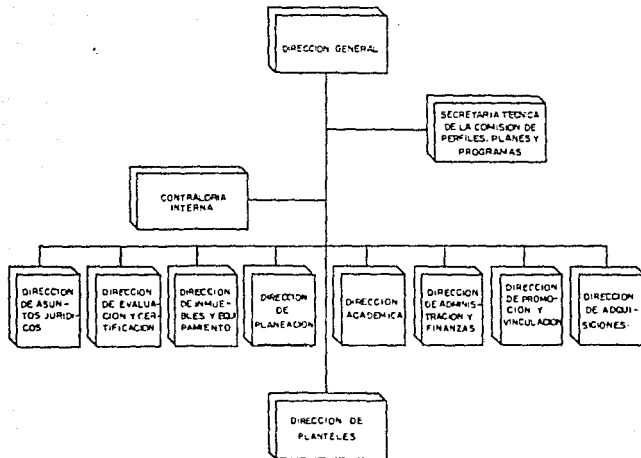 DIRECCION GENERAL
SECRETARIA TECNICA
DE LA COMISION DE
PERFILES, PLANES Y
PROGRAMAS
CONTRALORIA
INTERNA
DIRECCION
DE ASUN-
TOS JURIDI-
COS
DIRECCION
DE EVALUA-
CION Y CER-
TIFICACION
DIRECCION
DE INMUE-
BLES Y EQUI
PAMIENTO
DIRECCION
DE
PLANEACION
DIRECCION
ACADEMICA
DIRECCION
DE ADMINIS-
TRACION Y
FINANZAS
DIRECCION
DE PROMO-
CION Y
VINCULACION
DIRECCION
DE ADQUI-
SICIONES
DIRECCION DE
PLANTELES